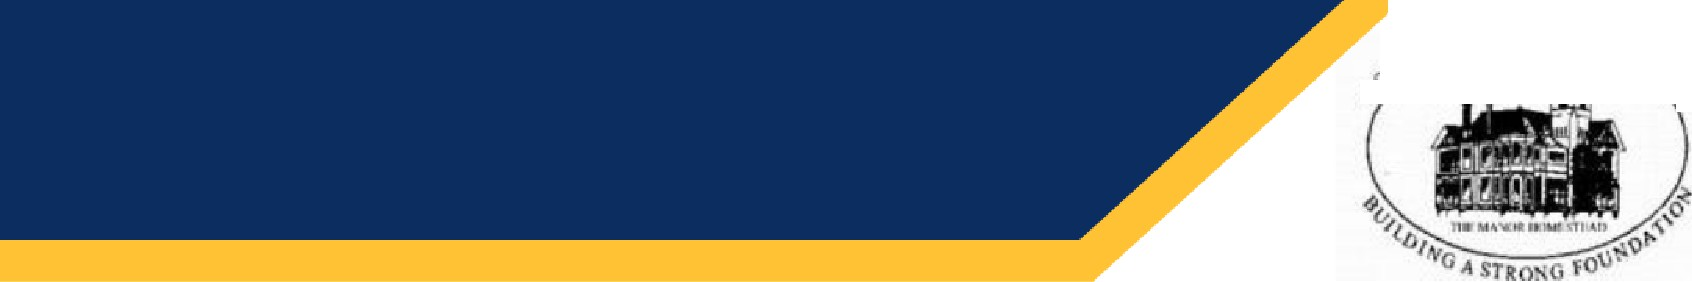 THE MANOR HOMESTEAD
BUILDING A STRONG FOUNDATION